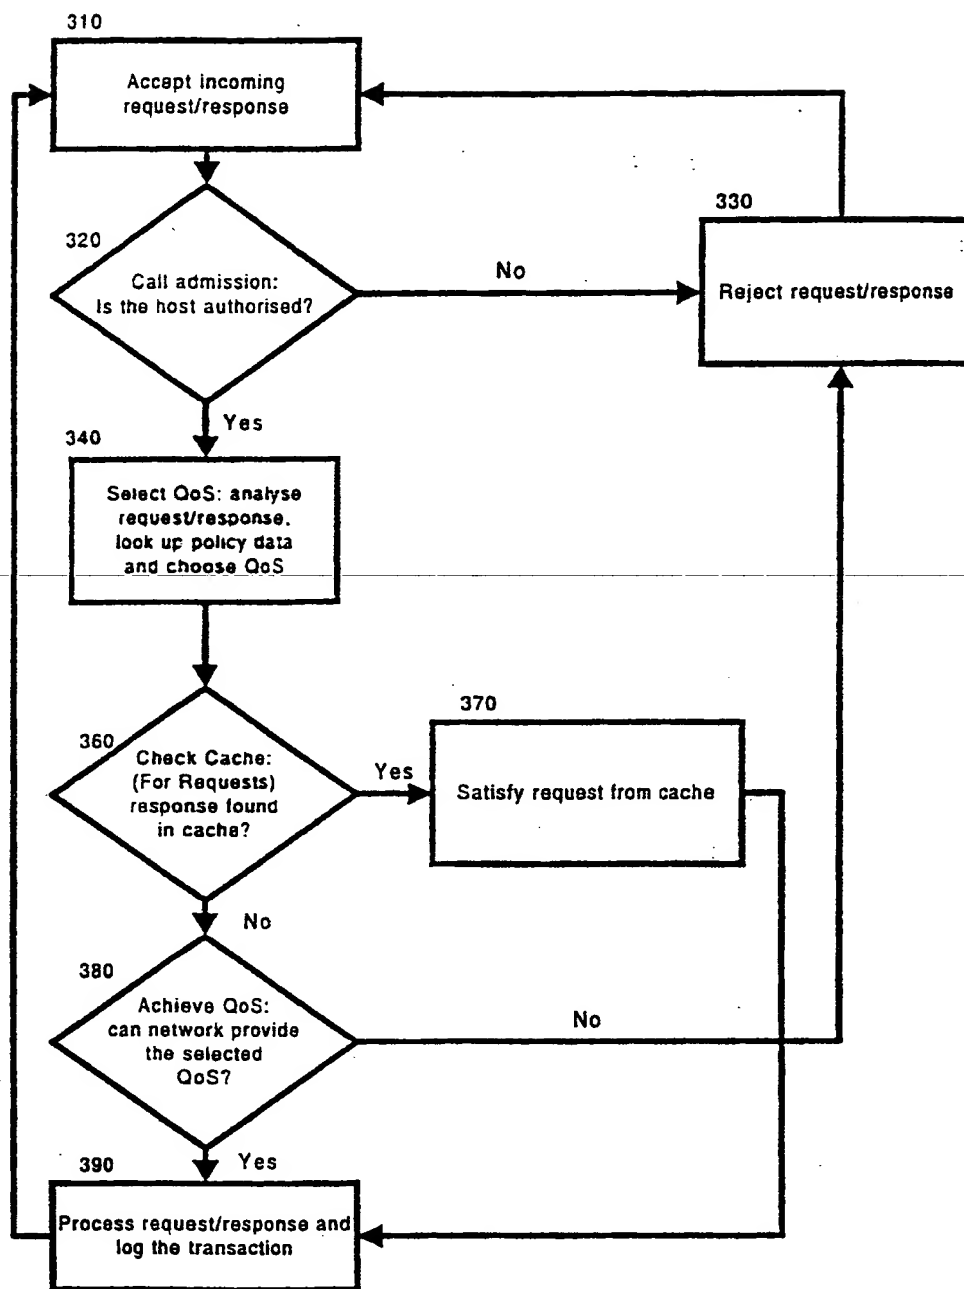 310
Accept incoming
request/response
320
Call admission:
Is the host authorised?
No
330
Reject request/response
Yes
340
Select QoS: analyse
request/response,
look up policy data
and choose QoS
360
Check Cache:
(For Requests)
response found
in cache?
Yes
370
Satisfy request from cache
No
380
Achieve QoS:
can network provide
the selected
QoS?
No
Yes
390
Process request/response and
log the transaction